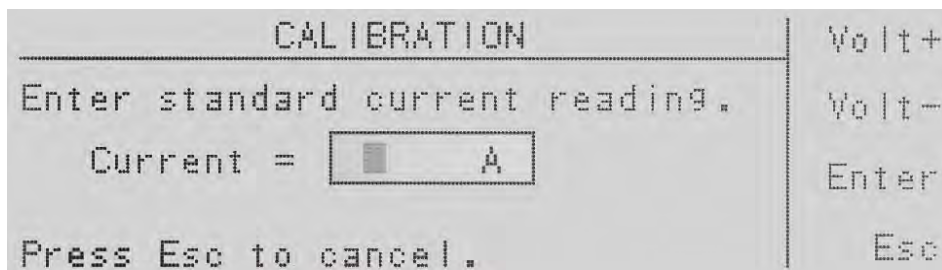 CALIBRATION
Enter standard current reading.
Current = A
Press Esc to cancel.
Volt+
Volt-
Enter
Esc